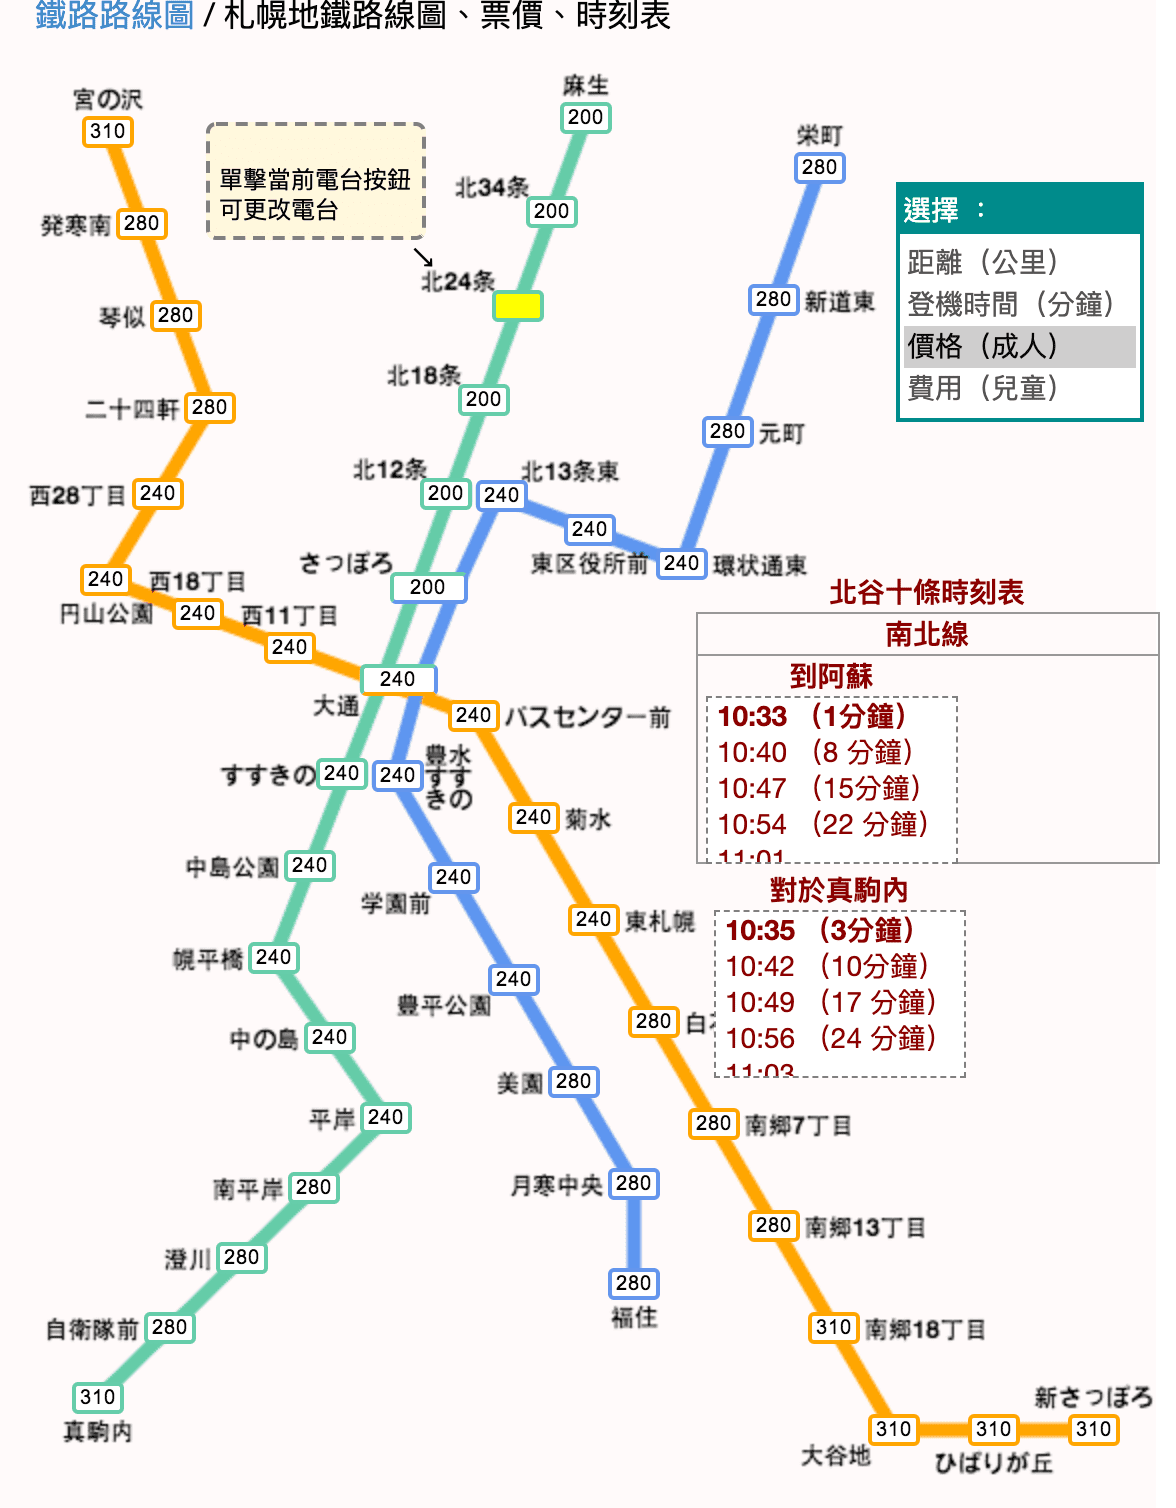 鐵路路線圖 / 札幌地鐵路線圖、票價、時刻表
麻生
200
宮の沢
310
栄町
280
單擊當前電台按鈕
可更改電台
北34条
200
選擇 ：
距離（公里）
登機時間（分鐘）
價格（成人）
費用（兒童）
発寒南 280
北24条
琴似 280
280 新道東
北18条
200
二十四軒 280
280 元町
北12条
200
北13条東
240
西28丁目 240
240
東区役所前
240 環状通東
さっぽろ
200
240
円山公園
西18丁目
240
西11丁目
240
北谷十條時刻表
南北線
到阿蘇
10:33 （1分鐘）
10:40 （8 分鐘）
10:47 （15分鐘）
10:54 （22 分鐘）
11:01
對於真駒內
10:35 （3分鐘）
10:42 （10分鐘）
10:49 （17 分鐘）
10:56 （24 分鐘）
11:03
240
大通
240 バスセンター前
すすきの 240
240 豊水
すす
きの
240 菊水
中島公園 240
240
学園前
240 東札幌
幌平橋 240
240
豊平公園
280 白
中の島 240
美園 280
平岸 240
280 南郷7丁目
南平岸 280
月寒中央 280
280 南郷13丁目
澄川 280
280
福住
自衛隊前 280
310 南郷18丁目
310
真駒内
新さっぽろ
310 310 310
大谷地
ひばりが丘